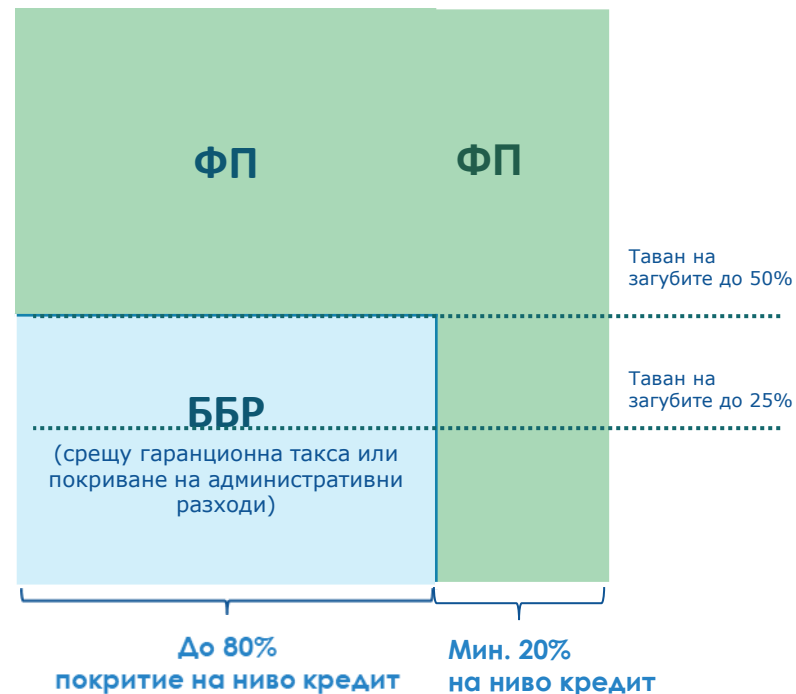 ФП
ФП
Таван на
загубите до 50%
Таван на
загубите до 25%
ББР
(срещу гаранционна такса или
покриване на административни
разходи)
До 80%
покритие на ниво кредит
Мин. 20%
на ниво кредит